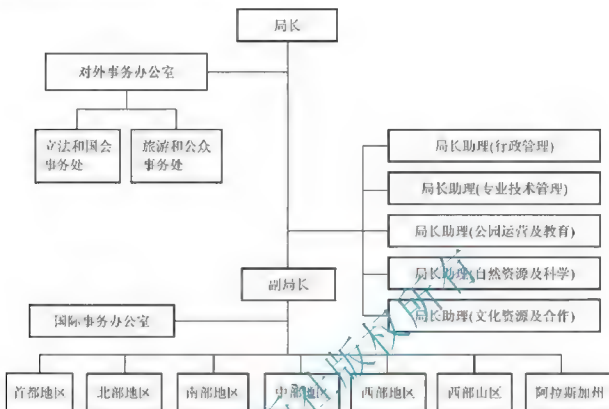 局长
对外事务办公室
立法和国会
事务处
旅游和公众
事务处
局长助理(行政管理)
局长助理(专业技术管理)
局长助理(公园运营及教育)
局长助理(自然资源及科学)
局长助理(文化资源及合作)
副局长
国际事务办公室
首都地区
北部地区
南部地区
中部地区
西部地区
西部山区
阿拉斯加州
版权所有